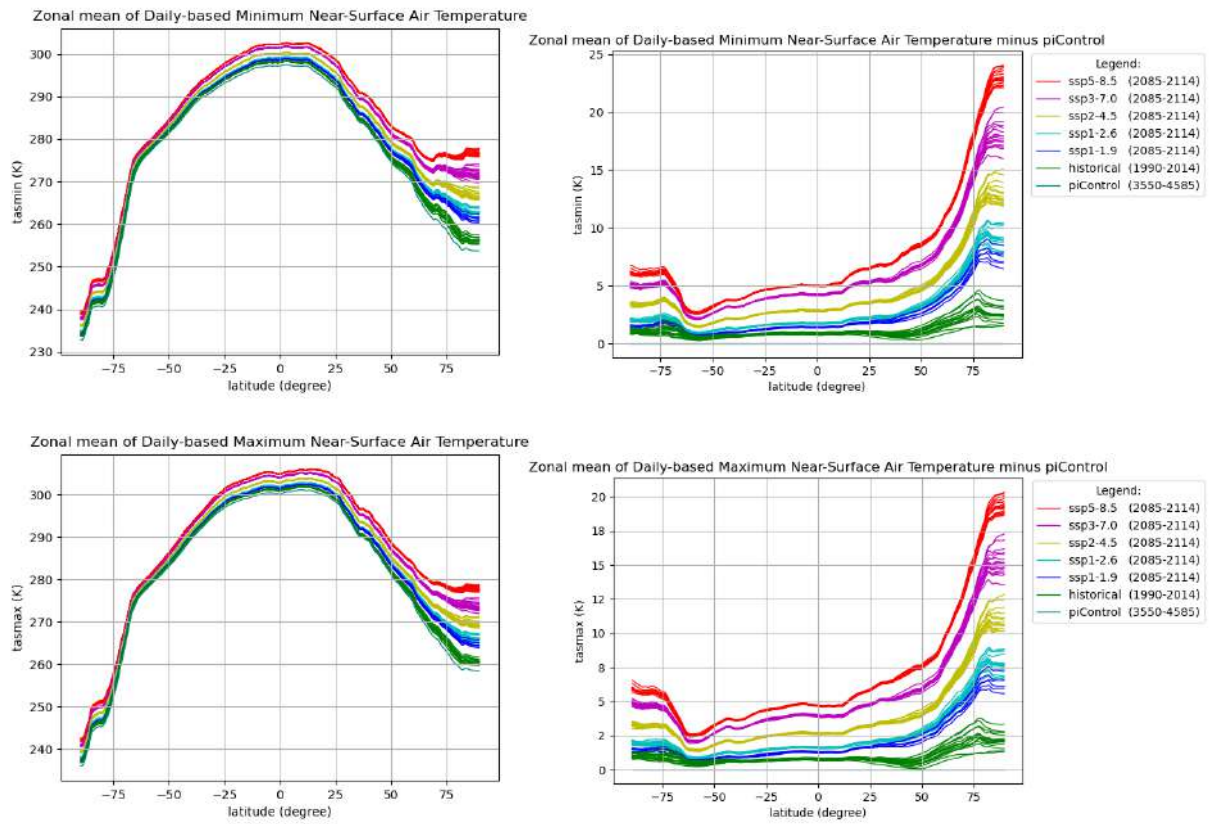 Zonal mean of Daily-based Minimum Near-Surface Air Temperature
300
290
280
270
260
250
240
230
tasmin (K)
−75
−50
−25
0
25
50
75
latitude (degree)
Zonal mean of Daily-based Minimum Near-Surface Air Temperature minus piControl
25
20
15
10
5
0
tasmin (K)
−75
−50
−25
0
25
50
75
latitude (degree)
Legend:
ssp5-8.5 (2085-2114)
ssp3-7.0 (2085-2114)
ssp2-4.5 (2085-2114)
ssp1-2.6 (2085-2114)
ssp1-1.9 (2085-2114)
historical (1990-2014)
piControl (3550-4585)
Zonal mean of Daily-based Maximum Near-Surface Air Temperature
300
290
280
270
260
250
240
tasmax (K)
−75
−50
−25
0
25
50
75
latitude (degree)
Zonal mean of Daily-based Maximum Near-Surface Air Temperature minus piControl
20
18
15
12
10
8
5
2
0
tasmax (K)
−75
−50
−25
0
25
50
75
latitude (degree)
Legend:
ssp5-8.5 (2085-2114)
ssp3-7.0 (2085-2114)
ssp2-4.5 (2085-2114)
ssp1-2.6 (2085-2114)
ssp1-1.9 (2085-2114)
historical (1990-2014)
piControl (3550-4585)